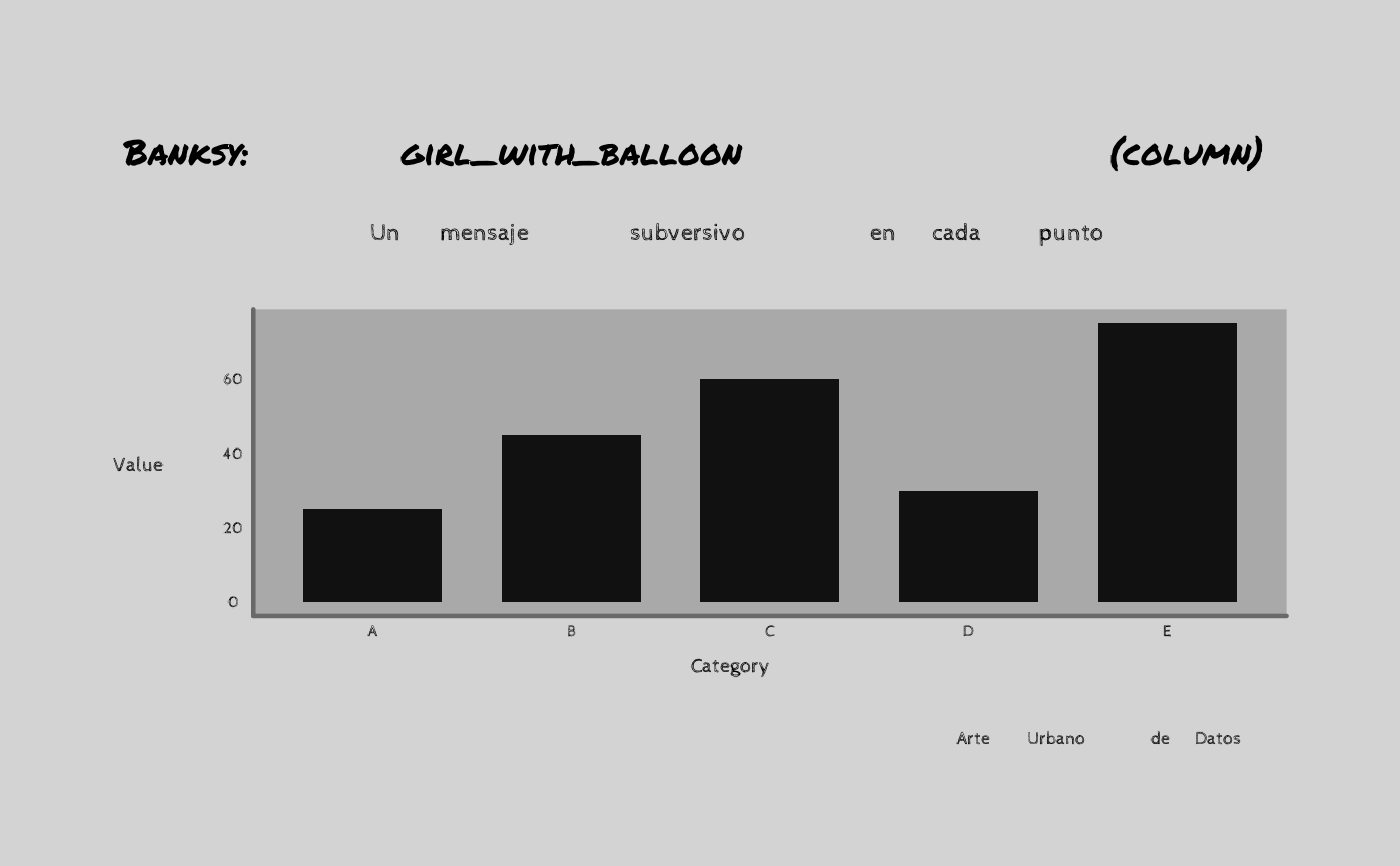 Banksy: girl_with_balloon (column)
Un mensaje subversivo en cada punto
60
40
20
0
Value
A B C D E
Category
Arte Urbano de Datos